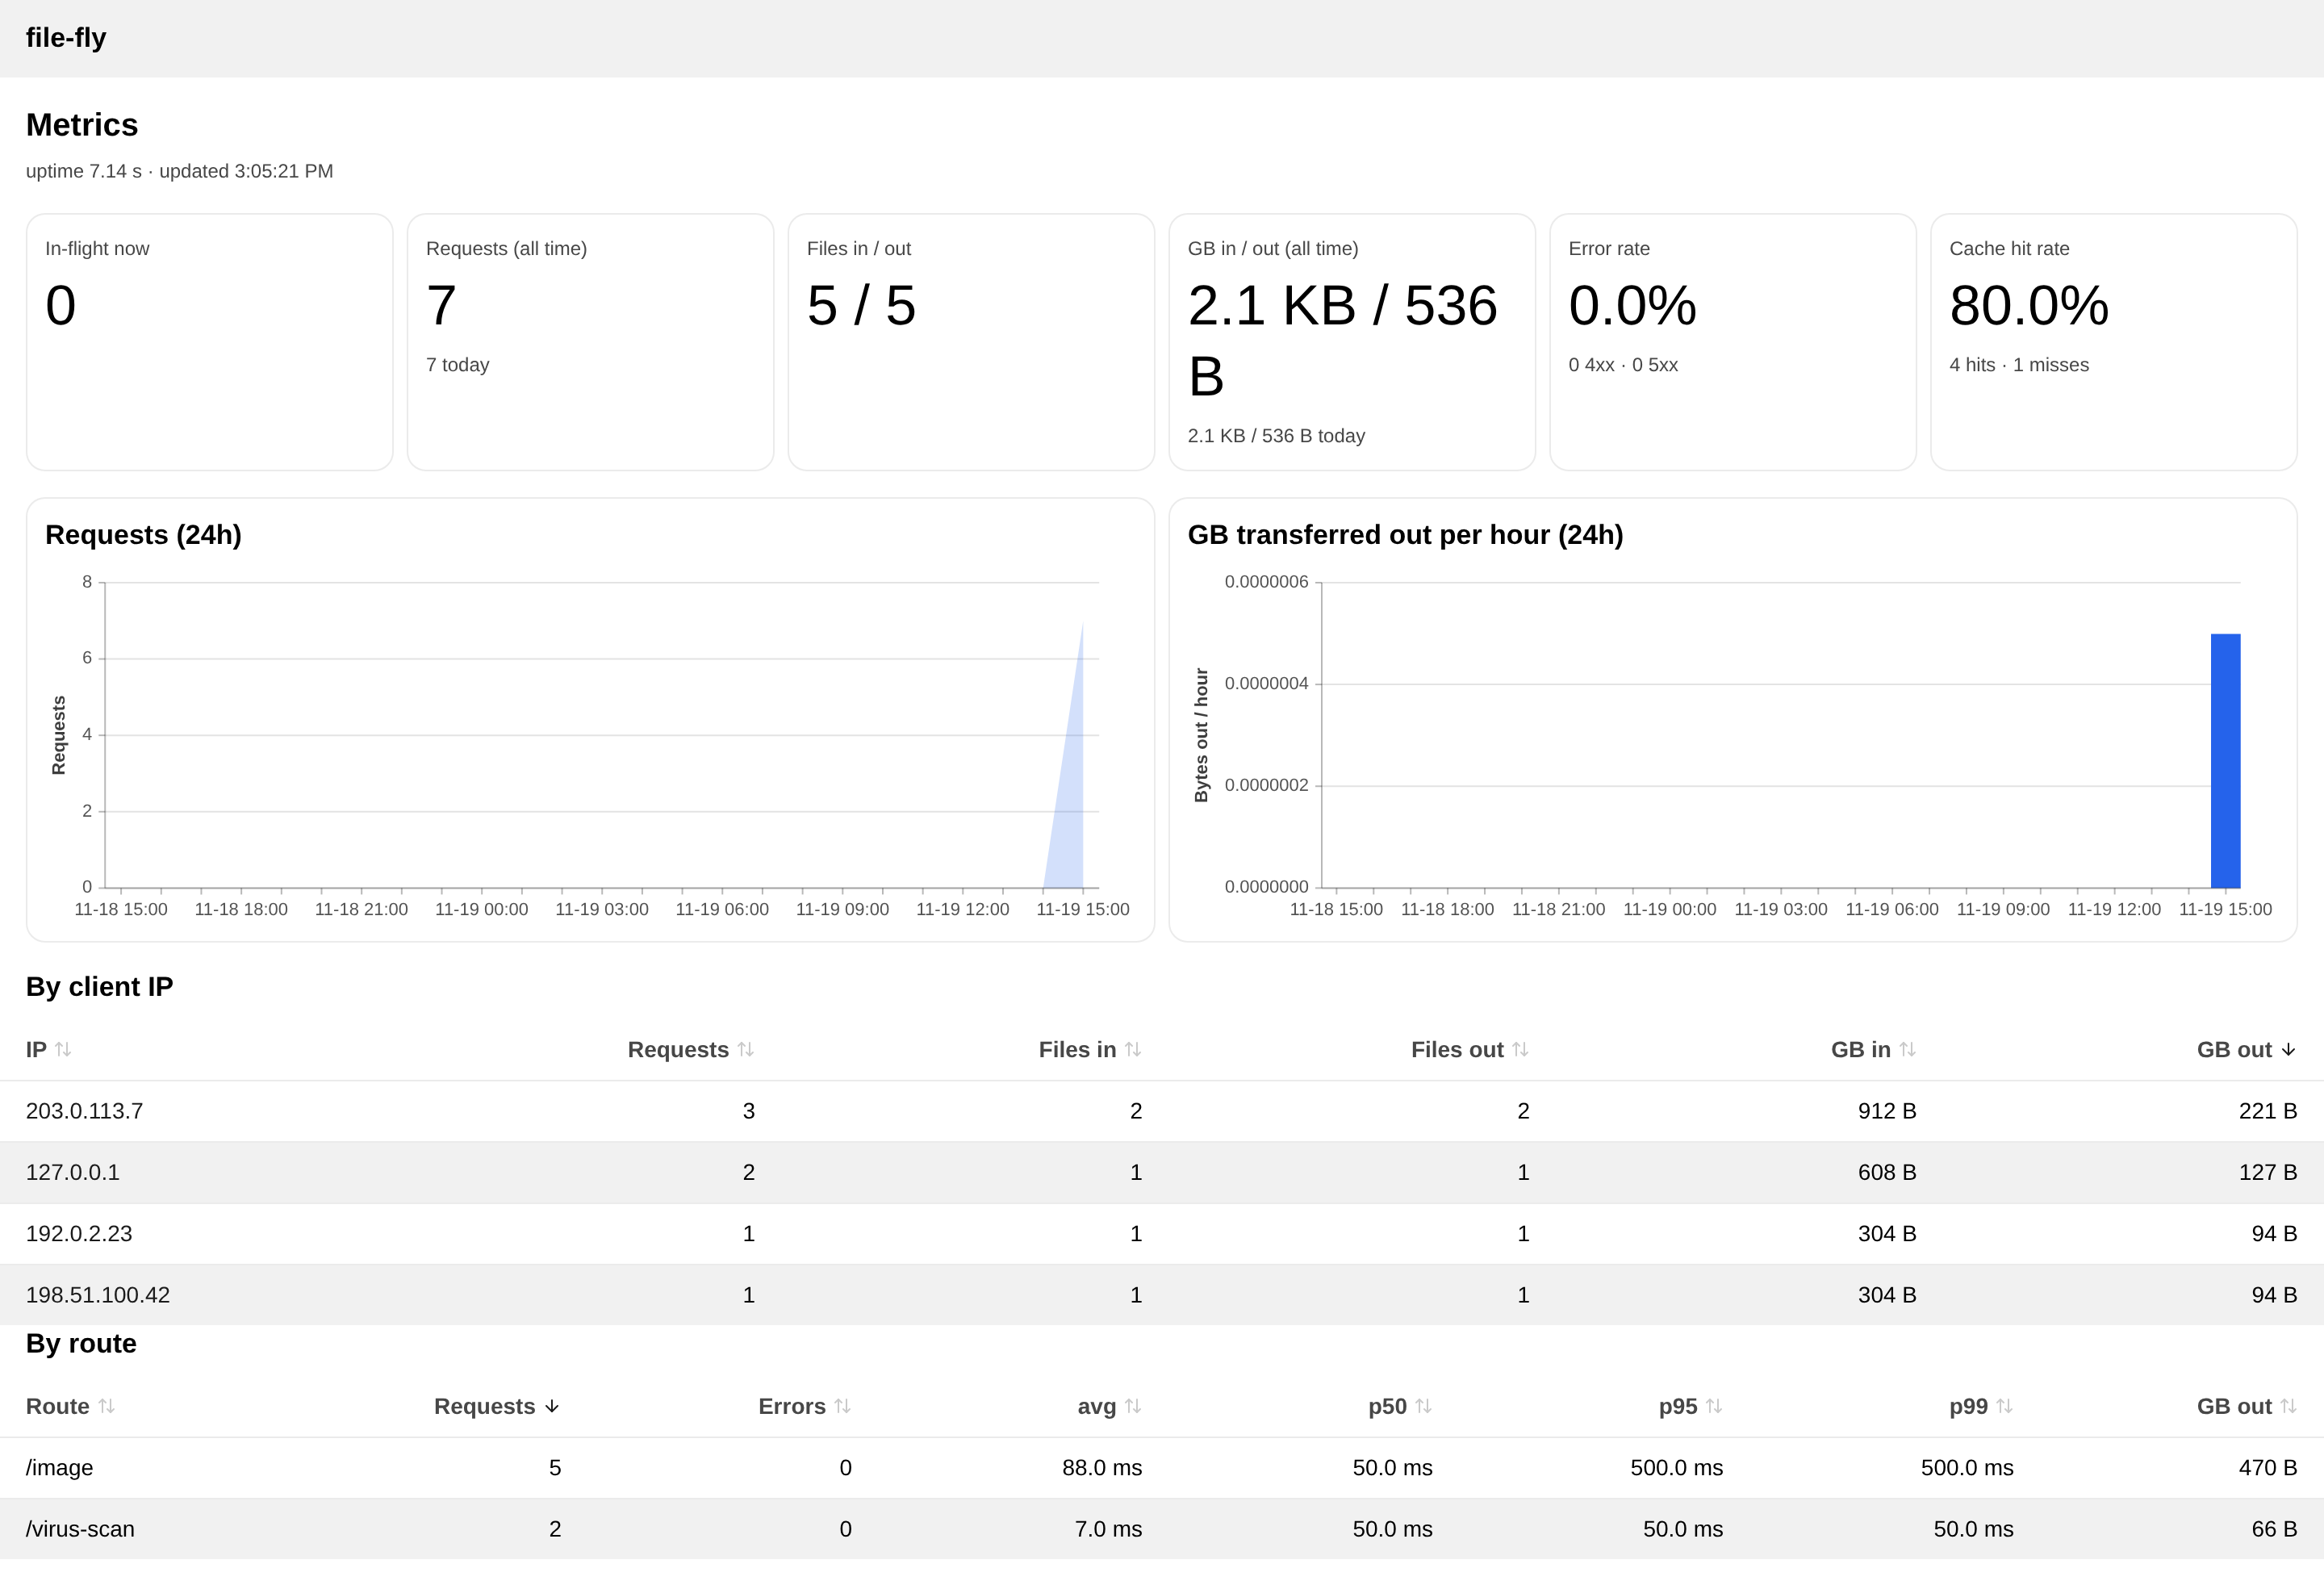 file-fly
Metrics
uptime 7.14 s · updated 3:05:21 PM
In-flight now
0
Requests (all time)
7
7 today
Files in / out
5 / 5
GB in / out (all time)
2.1 KB / 536
B
2.1 KB / 536 B today
Error rate
0.0%
0 4xx · 0 5xx
Cache hit rate
80.0%
4 hits · 1 misses
Requests (24h)
Requests
8
6
4
2
0
11-18 15:00 11-18 18:00 11-18 21:00 11-19 00:00 11-19 03:00 11-19 06:00 11-19 09:00 11-19 12:00 11-19 15:00
GB transferred out per hour (24h)
Bytes out / hour
0.0000006
0.0000004
0.0000002
0.0000000
11-18 15:00 11-18 18:00 11-18 21:00 11-19 00:00 11-19 03:00 11-19 06:00 11-19 09:00 11-19 12:00 11-19 15:00
By client IP
IP Requests Files in Files out GB in GB out
203.0.113.7 3 2 2 912 B 221 B
127.0.0.1 2 1 1 608 B 127 B
192.0.2.23 1 1 1 304 B 94 B
198.51.100.42 1 1 1 304 B 94 B
By route
Route Requests Errors avg p50 p95 p99 GB out
/image 5 0 88.0 ms 50.0 ms 500.0 ms 500.0 ms 470 B
/virus-scan 2 0 7.0 ms 50.0 ms 50.0 ms 50.0 ms 66 B